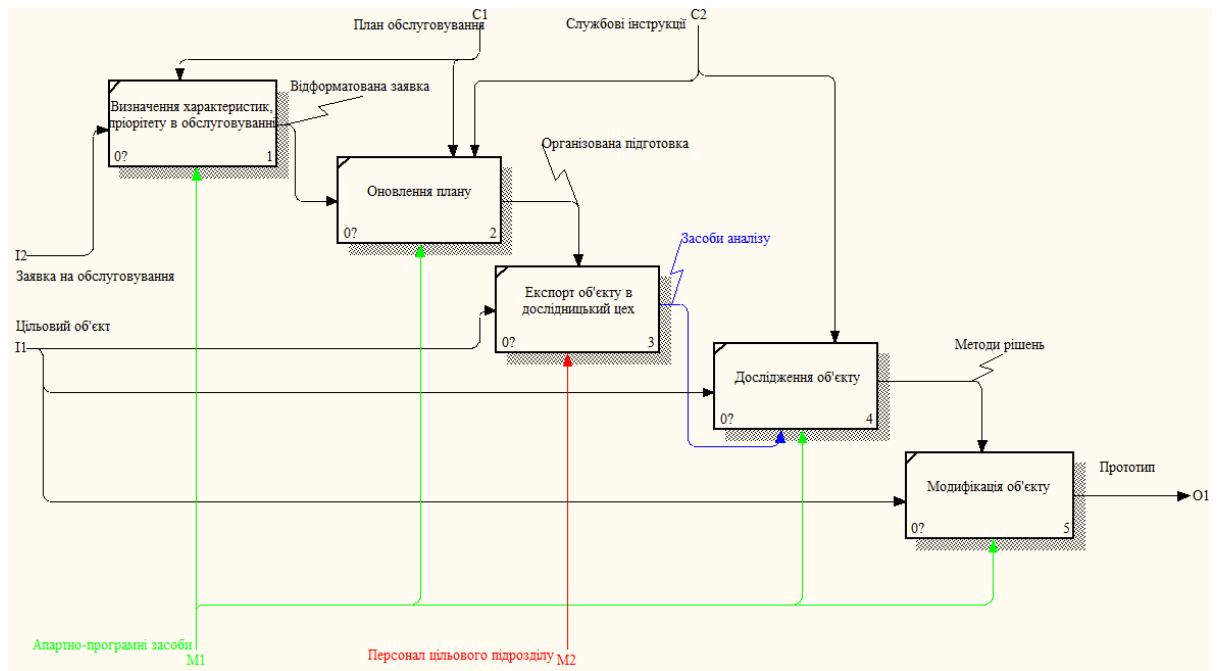 C1
C2
План обслуговування
Службові інструкції
Відформатована заявка
Визначення характеристик,
пріорітету в обслуговуванні
0?
1
Організована підготовка
Оновлення плану
0?
2
I2
Заявка на обслуговування
Засоби аналізу
Експорт об'єкту в
дослідницький цех
0?
3
Цільовий об'єкт
I1
Методи рішень
Дослідження об'єкту
0?
4
Прототип
Модифікація об'єкту
O1
0?
5
Апартно-програмні засоби
M1
Персонал цільового підрозділу
M2